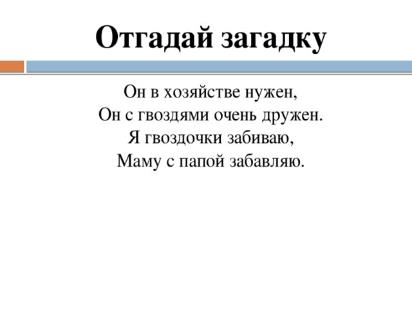 Отгадай загадку
Он в хозяйстве нужен,
Он с гвоздями очень дружен.
Я гвоздочки забиваю,
Маму с папой забавляю.